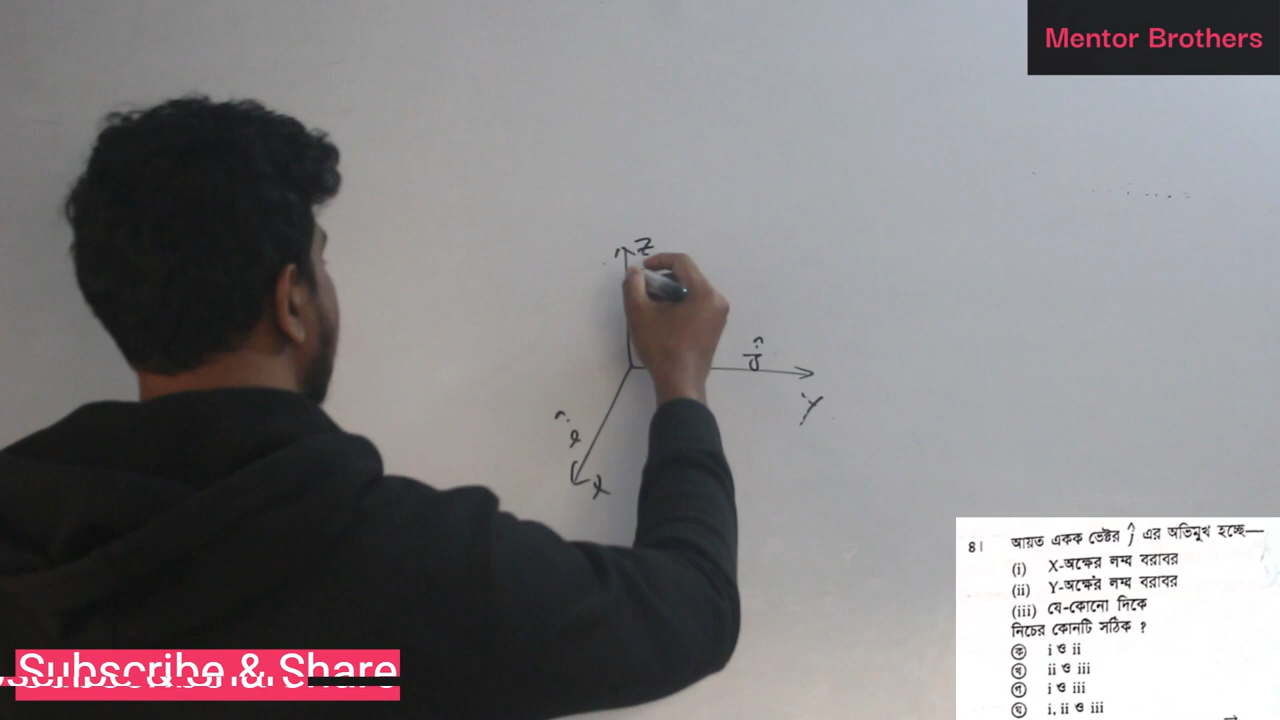 Mentor Brothers
Z
ĵ
Y
î
X
৪। আয়ত একক ভেক্টর ĵ এর অভিমুখ হচ্ছে—
(i) X-অক্ষের লম্ব বরাবর
(ii) Y-অক্ষের লম্ব বরাবর
(iii) যে-কোনো দিকে
নিচের কোনটি সঠিক ?
ক i ও ii
খ ii ও iii
গ i ও iii
ঘ i, ii ও iii
Subscribe & Share